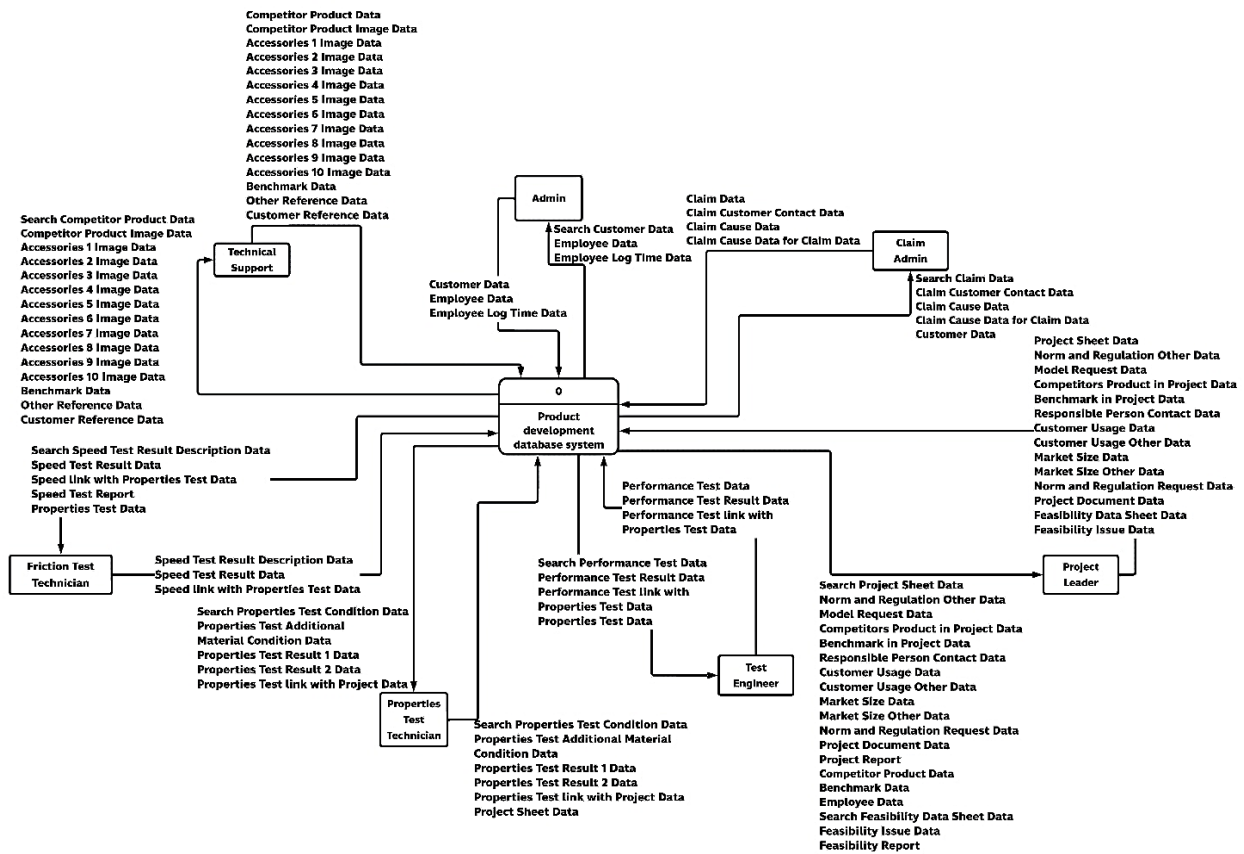 Competitor Product Data
Competitor Product Image Data
Accessories 1 Image Data
Accessories 2 Image Data
Accessories 3 Image Data
Accessories 4 Image Data
Accessories 5 Image Data
Accessories 6 Image Data
Accessories 7 Image Data
Accessories 8 Image Data
Accessories 9 Image Data
Accessories 10 Image Data
Benchmark Data
Other Reference Data
Customer Reference Data
Search Competitor Product Data
Competitor Product Image Data
Accessories 1 Image Data
Accessories 2 Image Data
Accessories 3 Image Data
Accessories 4 Image Data
Accessories 5 Image Data
Accessories 6 Image Data
Accessories 7 Image Data
Accessories 8 Image Data
Accessories 9 Image Data
Accessories 10 Image Data
Benchmark Data
Other Reference Data
Customer Reference Data
Technical
Support
Admin
Search Customer Data
Employee Data
Employee Log Time Data
Customer Data
Employee Data
Employee Log Time Data
Claim Data
Claim Customer Contact Data
Claim Cause Data
Claim Cause Data for Claim Data
Claim
Admin
Search Claim Data
Claim Customer Contact Data
Claim Cause Data
Claim Cause Data for Claim Data
Customer Data
0
Product
development
database system
Project Sheet Data
Norm and Regulation Other Data
Model Request Data
Competitors Product in Project Data
Benchmark in Project Data
Responsible Person Contact Data
Customer Usage Data
Customer Usage Other Data
Market Size Data
Market Size Other Data
Norm and Regulation Request Data
Project Document Data
Feasibility Data Sheet Data
Feasibility Issue Data
Search Speed Test Result Description Data
Speed Test Result Data
Speed link with Properties Test Data
Speed Test Report
Properties Test Data
Friction Test
Technician
Speed Test Result Description Data
Speed Test Result Data
Speed link with Properties Test Data
Search Properties Test Condition Data
Properties Test Additional
Material Condition Data
Properties Test Result 1 Data
Properties Test Result 2 Data
Properties Test link with Project Data
Properties
Test
Technician
Search Properties Test Condition Data
Properties Test Additional Material
Condition Data
Properties Test Result 1 Data
Properties Test Result 2 Data
Properties Test link with Project Data
Project Sheet Data
Performance Test Data
Performance Test Result Data
Performance Test link with
Properties Test Data
Search Performance Test Data
Performance Test Result Data
Performance Test link with
Properties Test Data
Properties Test Data
Test
Engineer
Project
Leader
Search Project Sheet Data
Norm and Regulation Other Data
Model Request Data
Competitors Product in Project Data
Benchmark in Project Data
Responsible Person Contact Data
Customer Usage Data
Customer Usage Other Data
Market Size Data
Market Size Other Data
Norm and Regulation Request Data
Project Document Data
Project Report
Competitor Product Data
Benchmark Data
Employee Data
Search Feasibility Data Sheet Data
Feasibility Issue Data
Feasibility Report